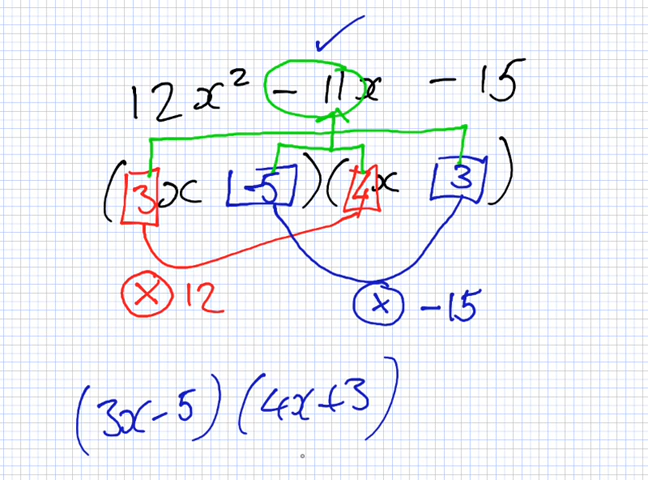 12x² - 11x - 15
(3x -5)(4x 3)
× 12 × -15
(3x-5)(4x+3)